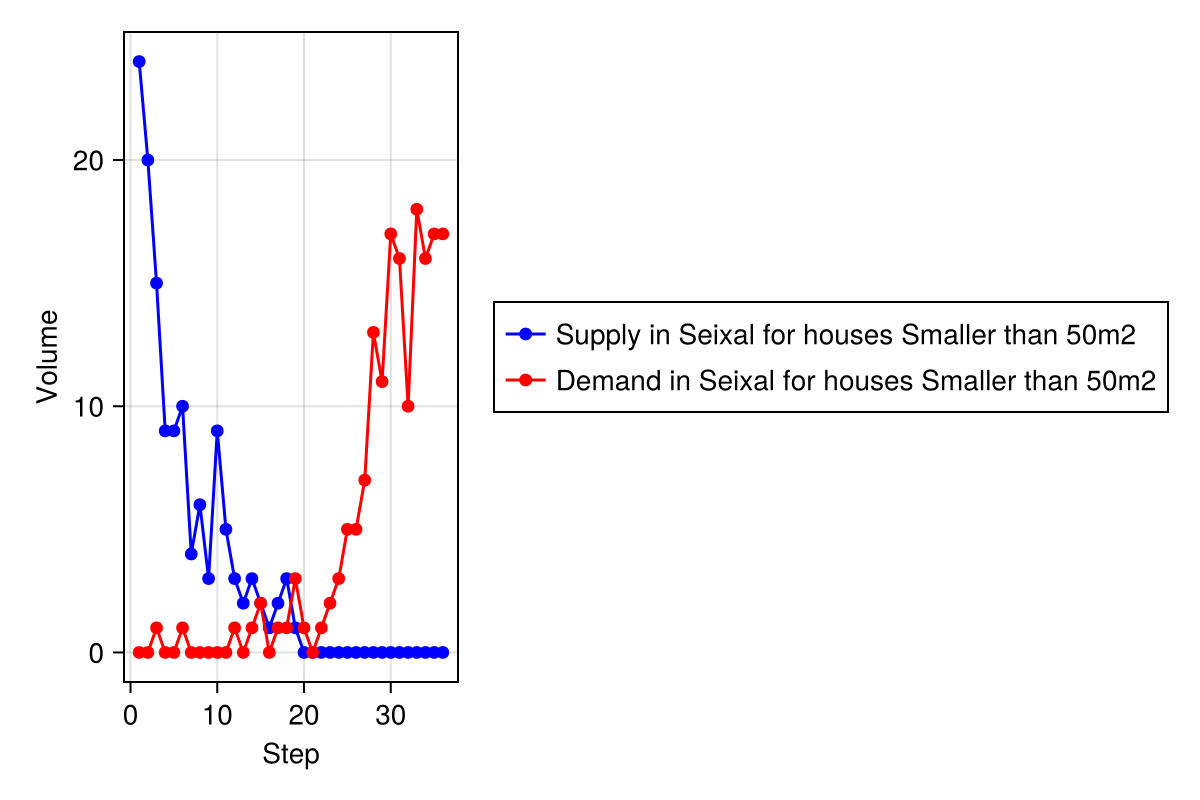 20
10
0
Volume
0 10 20 30
Step
Supply in Seixal for houses Smaller than 50m2
Demand in Seixal for houses Smaller than 50m2